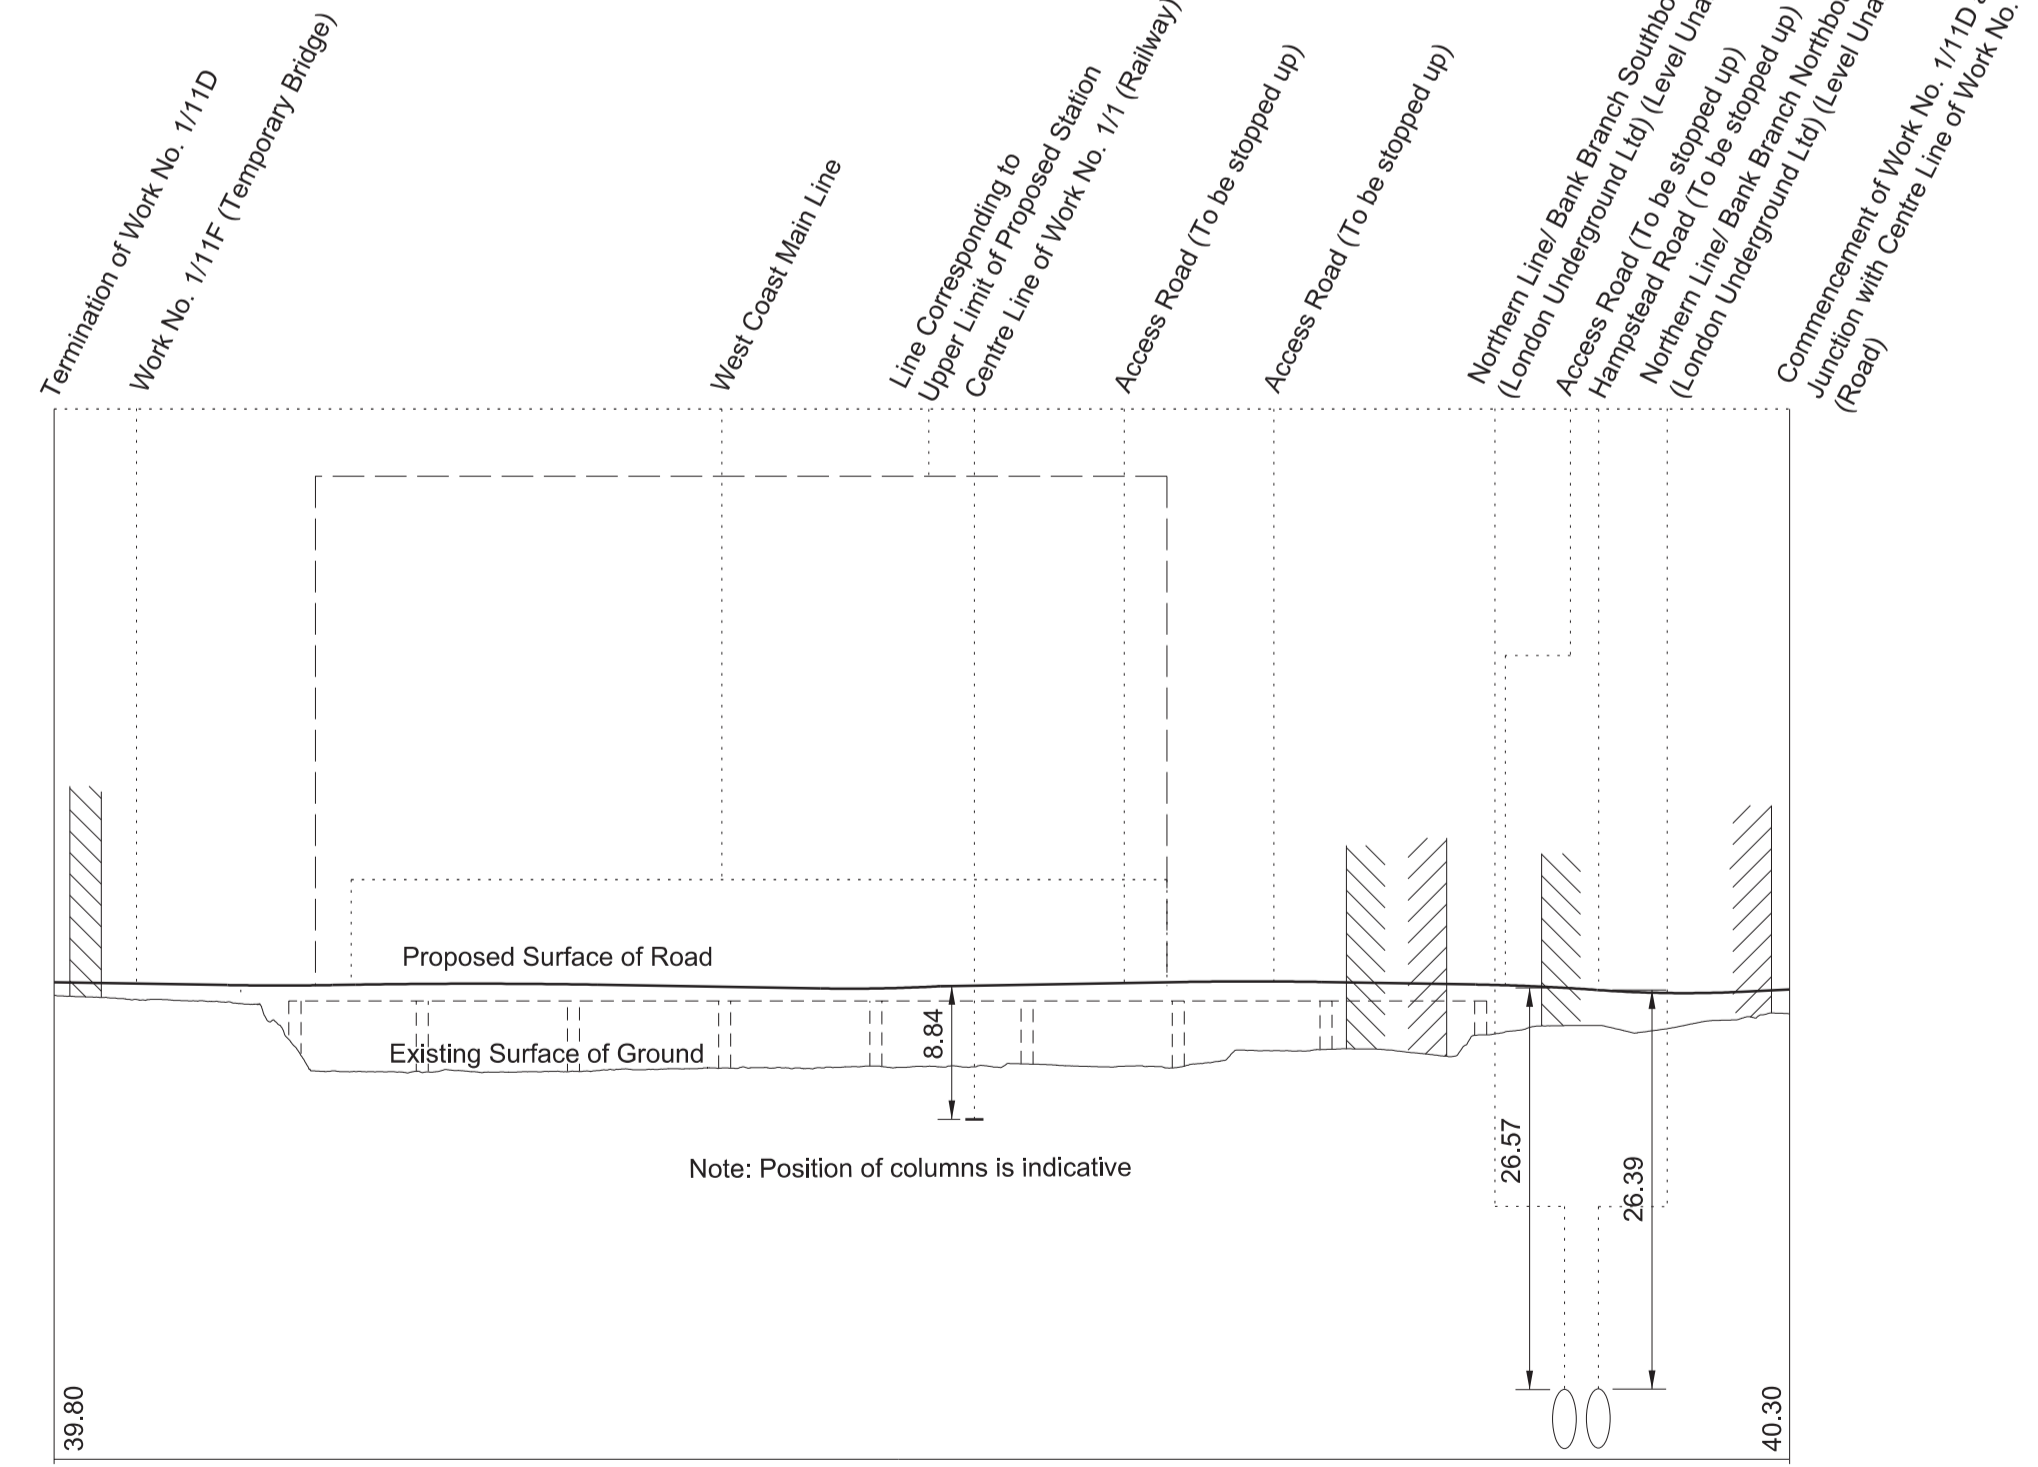 Termination of Work No. 1/11D
Work No. 1/11F (Temporary Bridge)
West Coast Main Line
Line Corresponding to
Upper Limit of Proposed Station
Centre Line of Work No. 1/1 (Railway)
Access Road (To be stopped up)
Access Road (To be stopped up)
Northern Line/ Bank Branch
(London Underground Ltd) (Level
Access Road (To be stopped up)
Hampstead Road (To be stopped up)
Northern Line/ Bank Branch
(London Underground Ltd) (Level
Commencement of Work No. 1/11D
Junction with Centre Line of Work No.
(Road)
Proposed Surface of Road
Existing Surface of Ground
8.84
Note: Position of columns is indicative
26.57
26.39
39.80
40.30